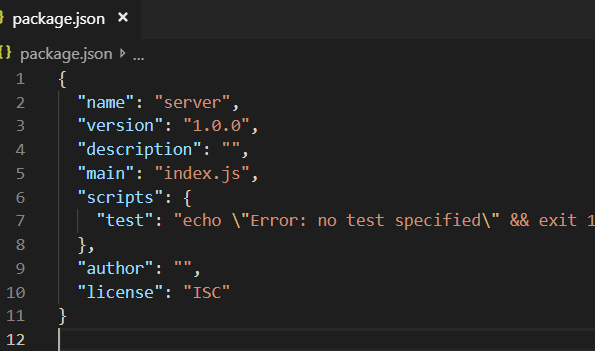 package.json ×
{} package.json > ...
1 {
2 "name": "server",
3 "version": "1.0.0",
4 "description": "",
5 "main": "index.js",
6 "scripts": {
7 "test": "echo \"Error: no test specified\" && exit 1
8 },
9 "author": "",
10 "license": "ISC"
11 }
12